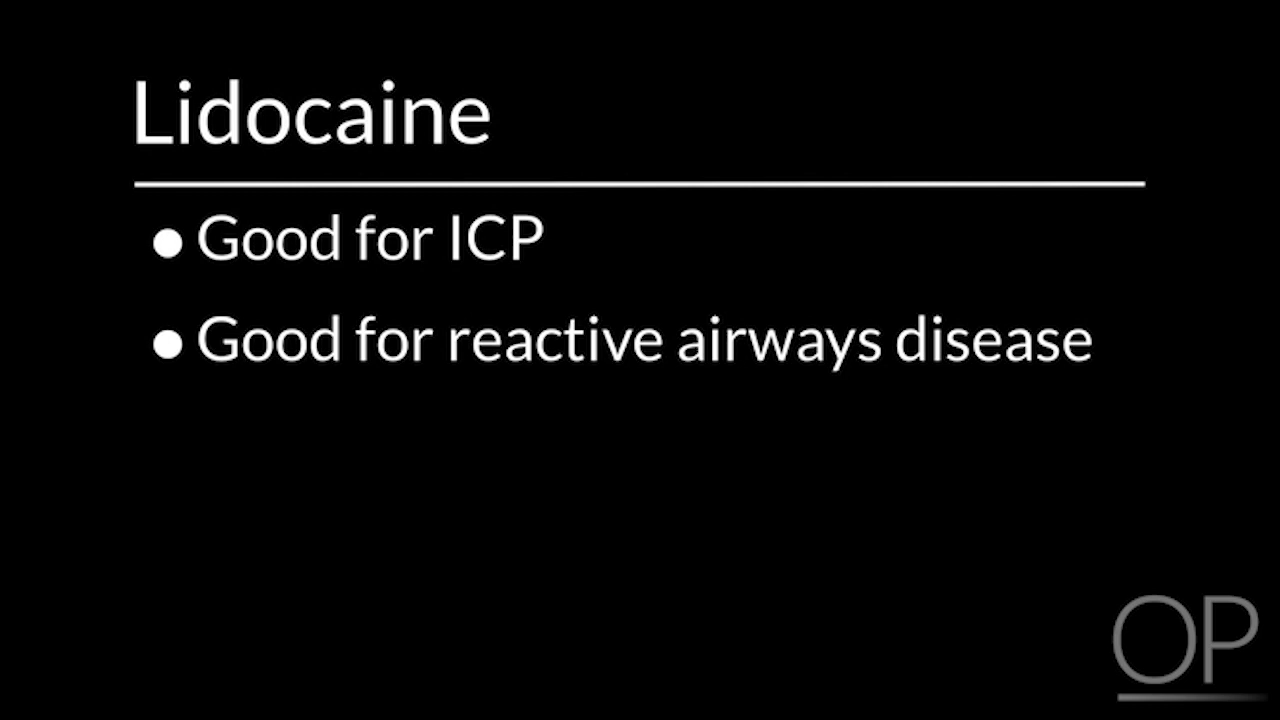 Lidocaine
● Good for ICP
● Good for reactive airways disease
OP